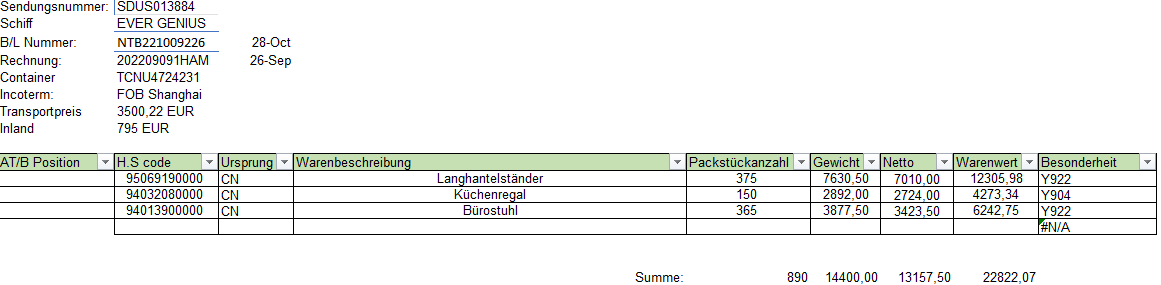 Sendungsnummer: SDUS013884
Schiff EVER GENIUS
B/L Nummer: NTB221009226 28-Oct
Rechnung: 202209091HAM 26-Sep
Container TCNU4724231
Incoterm: FOB Shanghai
Transportpreis 3500,22 EUR
Inland 795 EUR
AT/B Position H.S code Ursprung Warenbeschreibung Packstückanzahl Gewicht Netto Warenwert Besonderheit
95069190000 CN Langhantelständer 375 7630,50 7010,00 12305,98 Y922
94032080000 CN Küchenregal 150 2892,00 2724,00 4273,34 Y904
94013900000 CN Bürostuhl 365 3877,50 3423,50 6242,75 Y922
#N/A
Summe: 890 14400,00 13157,50 22822,07